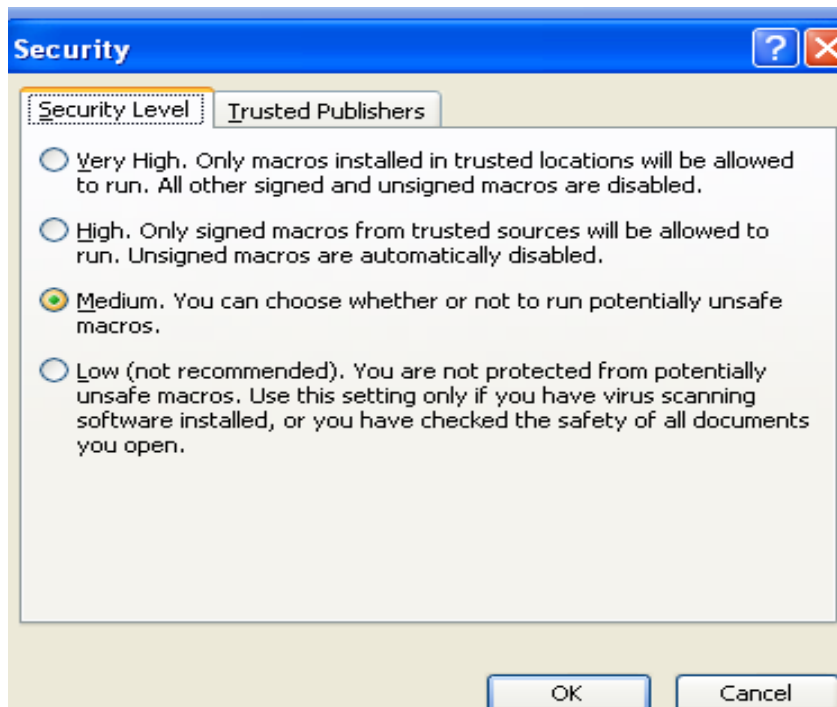 Security
Security Level
Trusted Publishers
Very High. Only macros installed in trusted locations will be allowed
to run. All other signed and unsigned macros are disabled.
High. Only signed macros from trusted sources will be allowed to
run. Unsigned macros are automatically disabled.
Medium. You can choose whether or not to run potentially unsafe
macros.
Low (not recommended). You are not protected from potentially
unsafe macros. Use this setting only if you have virus scanning
software installed, or you have checked the safety of all documents
you open.
OK
Cancel